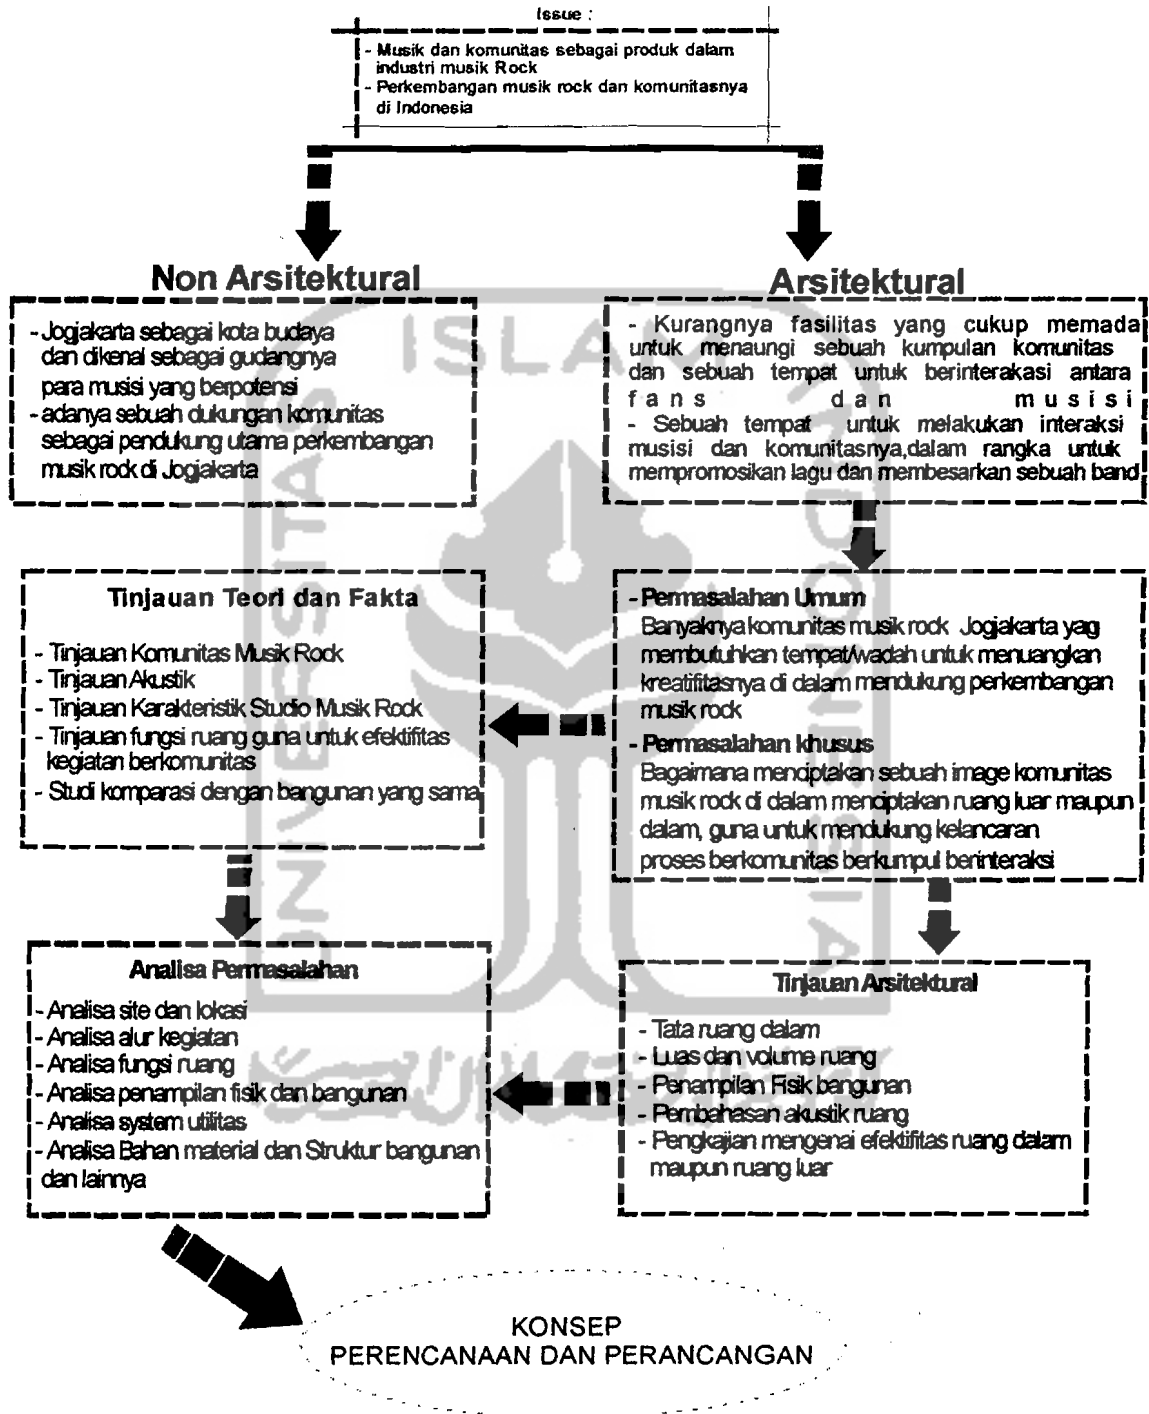 Issue :
- Musik dan komunitas sebagai produk dalam
industri musik Rock
- Perkembangan musik rock dan komunitasnya
di Indonesia
Non Arsitektural
- Jogjakarta sebagai kota budaya
dan dikenal sebagai gudangnya
para musisi yang berpotensi
- adanya sebuah dukungan komunitas
sebagai pendukung utama perkembangan
musik rock di Jogjakarta
Arsitektural
- Kurangnya fasilitas yang cukup memada
untuk menaungi sebuah kumpulan komunitas
dan sebuah tempat untuk berinterakasi antara
fans dan musisi
- Sebuah tempat untuk melakukan interaksi
musisi dan komunitasnya,dalam rangka untuk
mempromosikan lagu dan membesarkan sebuah band
Tinjauan Teori dan Fakta
- Tinjauan Komunitas Musik Rock
- Tinjauan Akustik
- Tinjauan Karakteristik Studio Musik Rock
- Tinjauan fungsi ruang guna untuk efektifitas
kegiatan berkomunitas
- Studi komparasi dengan bangunan yang sama
- Permasalahan Umum
Banyaknya komunitas musik rock Jogjakarta yag
membutuhkan tempat/wadah untuk menuangkan
kreatifitasnya di dalam mendukung perkembangan
musik rock
- Permasalahan khusus
Bagaimana menciptakan sebuah image komunitas
musik rock di dalam menciptakan ruang luar maupun
dalam, guna untuk mendukung kelancaran
proses berkomunitas berkumpul berinteraksi
Analisa Permasalahan
- Analisa site dan lokasi
- Analisa alur kegiatan
- Analisa fungsi ruang
- Analisa penampilan fisik dan bangunan
- Analisa system utilitas
- Analisa Bahan material dan Struktur bangunan
dan lainnya
Tinjauan Arsitektural
- Tata ruang dalam
- Luas dan volume ruang
- Penampilan Fisik bangunan
- Pembahasan akustik ruang
- Pengkajian mengenai efektifitas ruang dalam
maupun ruang luar
KONSEP
PERENCANAAN DAN PERANCANGAN
UNIVERSITAS
ISLAM
INDONESIA